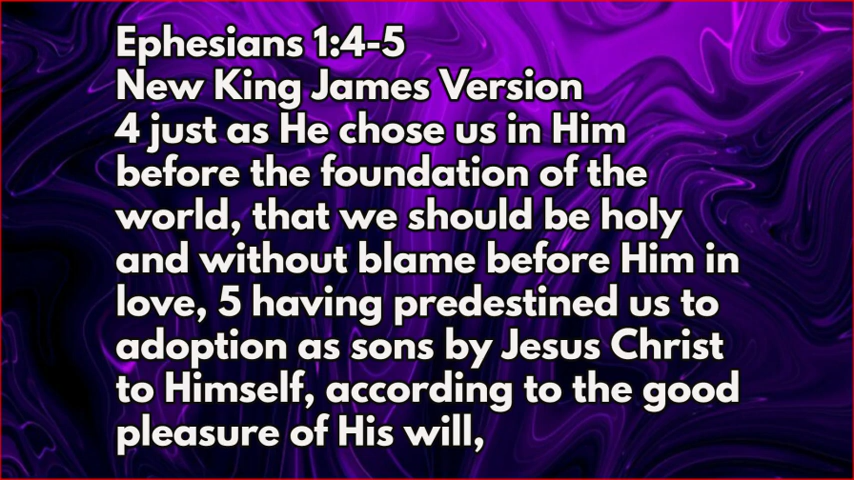 Ephesians 1:4-5
New King James Version
4 just as He chose us in Him
before the foundation of the
world, that we should be holy
and without blame before Him in
love, 5 having predestined us to
adoption as sons by Jesus Christ
to Himself, according to the good
pleasure of His will,